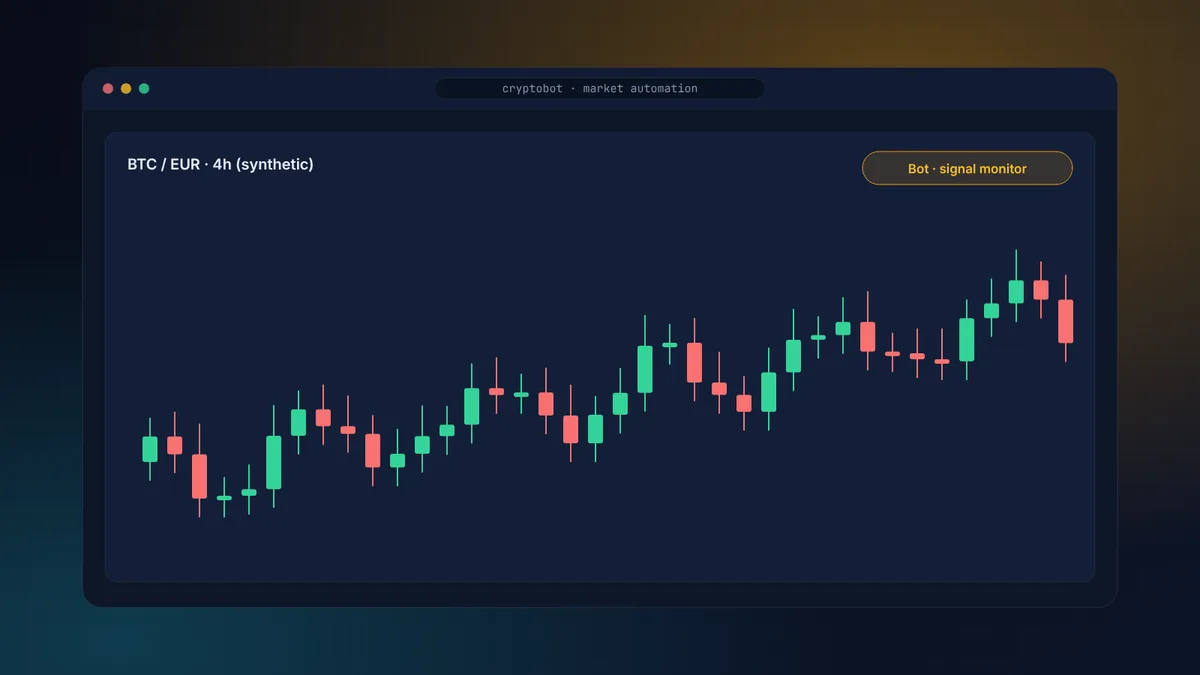 cryptobot · market automation
BTC / EUR · 4h (synthetic)
Bot · signal monitor